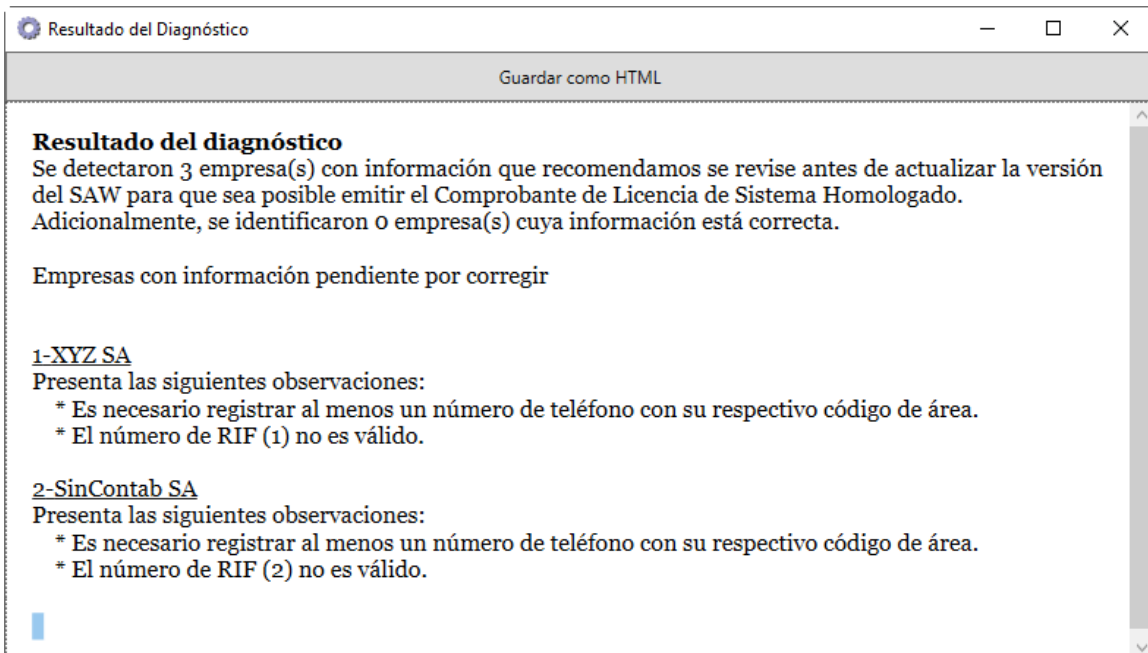 Resultado del Diagnóstico
Guardar como HTML
Resultado del diagnóstico
Se detectaron 3 empresa(s) con información que recomendamos se revise antes de actualizar la versión
del SAW para que sea posible emitir el Comprobante de Licencia de Sistema Homologado.
Adicionalmente, se identificaron 0 empresa(s) cuya información está correcta.
Empresas con información pendiente por corregir
1-XYZ SA
Presenta las siguientes observaciones:
* Es necesario registrar al menos un número de teléfono con su respectivo código de área.
* El número de RIF (1) no es válido.
2-SinContab SA
Presenta las siguientes observaciones:
* Es necesario registrar al menos un número de teléfono con su respectivo código de área.
* El número de RIF (2) no es válido.